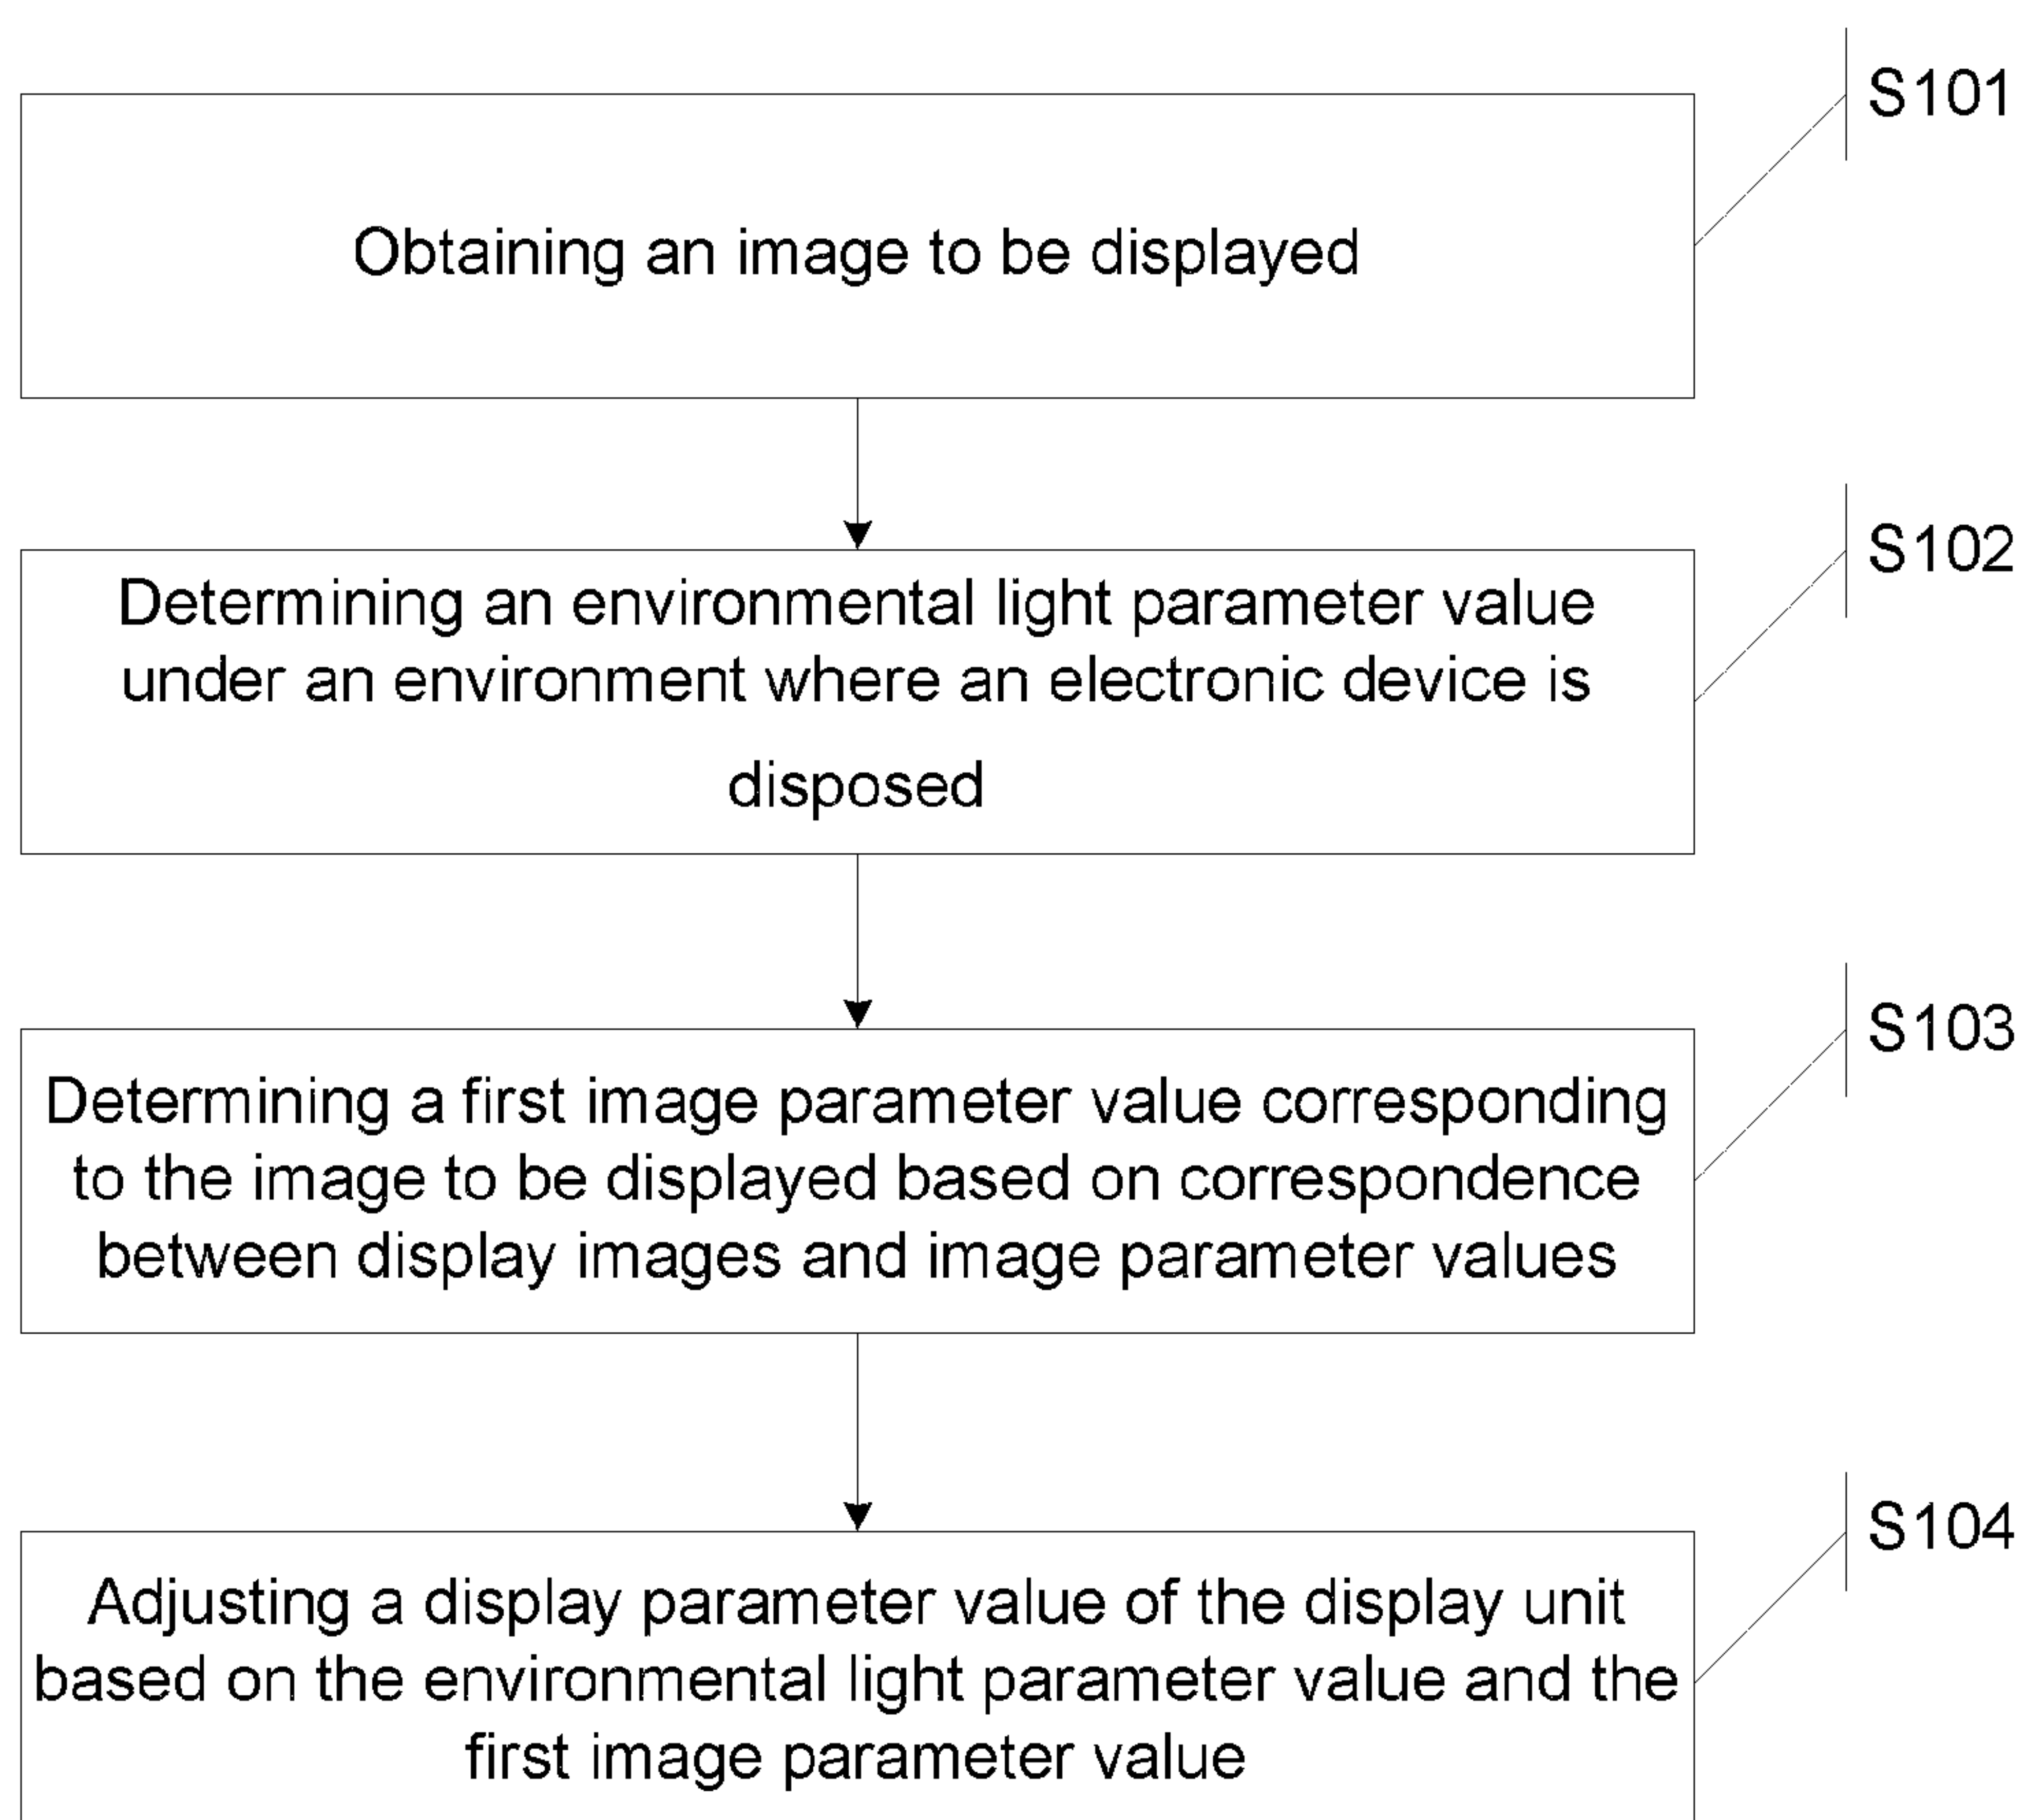 S101
Obtaining an image to be displayed
S102
Determining an environmental light parameter value
under an environment where an electronic device is
disposed
S103
Determining a first image parameter value corresponding
to the image to be displayed based on correspondence
between display images and image parameter values
S104
Adjusting a display parameter value of the display unit
based on the environmental light parameter value and the
first image parameter value